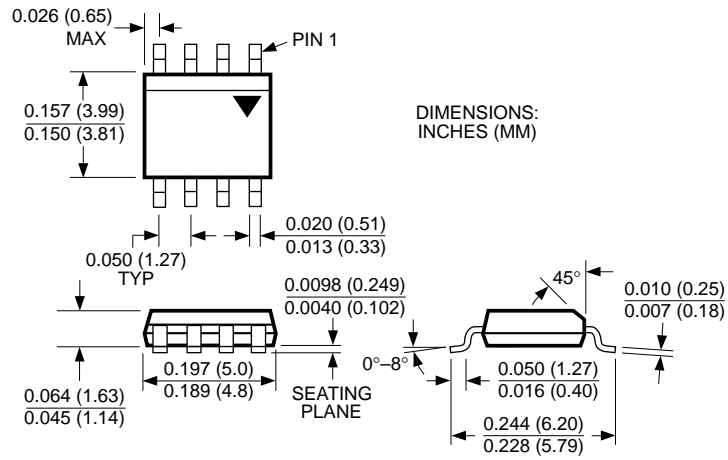 0.026 (0.65)
MAX
PIN 1
0.157 (3.99)
0.150 (3.81)
DIMENSIONS:
INCHES (MM)
0.020 (0.51)
0.013 (0.33)
0.050 (1.27)
TYP
0.0098 (0.249)
0.0040 (0.102)
45°
0.010 (0.25)
0.007 (0.18)
0°–8°
0.197 (5.0)
0.189 (4.8)
SEATING
PLANE
0.050 (1.27)
0.016 (0.40)
0.064 (1.63)
0.045 (1.14)
0.244 (6.20)
0.228 (5.79)